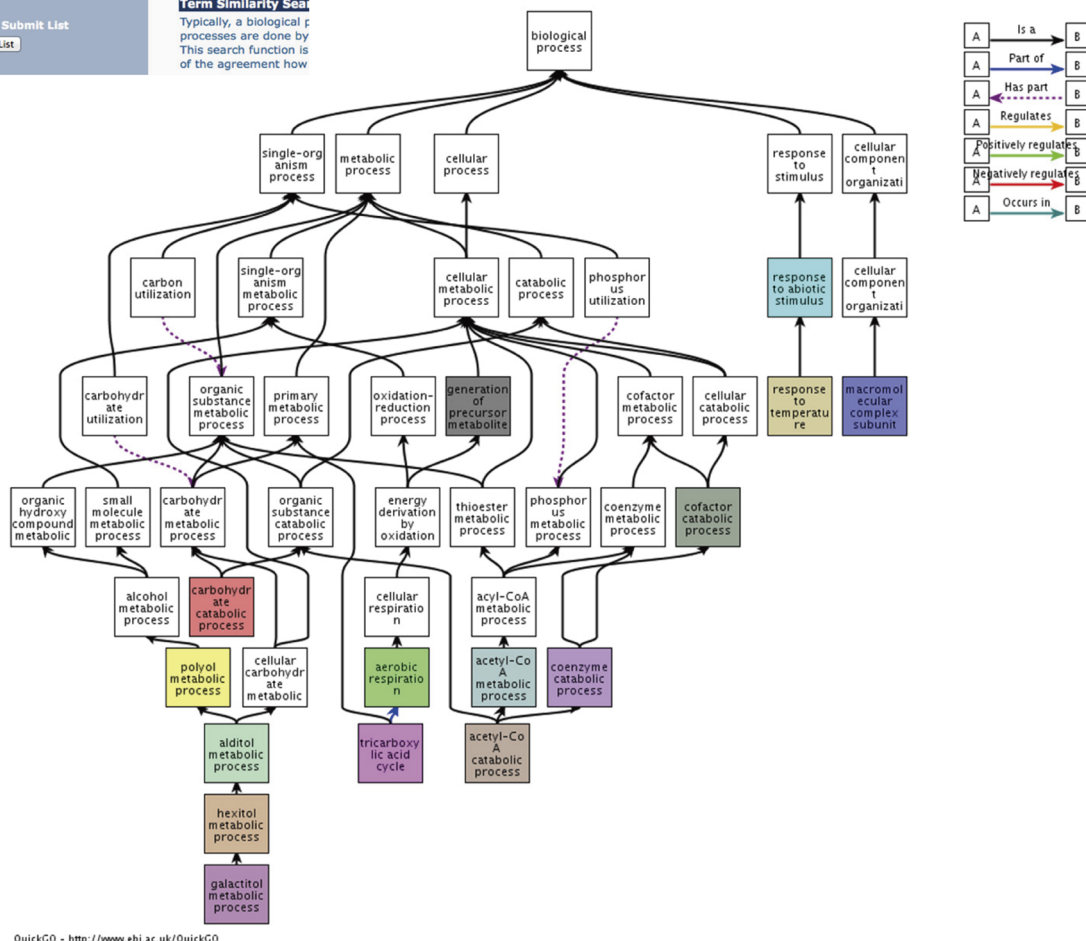 Submit List
List
Term Similarity Sear
Typically, a biological p
processes are done by
This search function is
of the agreement how
biological
process
A
Is a
B
A
Part of
B
A
Has part
B
A
Regulates
B
A
Positively regulates
B
A
Negatively regulates
B
A
Occurs in
B
single-org
anism
process
metabolic
process
cellular
process
response
to
stimulus
cellular
componen
t
organizati
carbon
utilization
single-org
anism
metabolic
process
cellular
metabolic
process
catabolic
process
phosphor
us
utilization
response
to abiotic
stimulus
cellular
componen
t
organizati
carbohydr
ate
utilization
organic
substance
metabolic
process
primary
metabolic
process
oxidation-
reduction
process
generation
of
precursor
metabolite
cofactor
metabolic
process
cellular
catabolic
process
response
to
temperatu
re
macromol
ecular
complex
subunit
organic
hydroxy
compound
metabolic
small
molecule
metabolic
process
carbohydr
ate
metabolic
process
organic
substance
catabolic
process
energy
derivation
by
oxidation
thioester
metabolic
process
phosphor
us
metabolic
process
coenzyme
metabolic
process
cofactor
catabolic
process
alcohol
metabolic
process
carbohydr
ate
catabolic
process
cellular
respiratio
n
acyl-CoA
metabolic
process
polyol
metabolic
process
cellular
carbohydr
ate
metabolic
aerobic
respiratio
n
acetyl-Co
A
metabolic
process
coenzyme
catabolic
process
alditol
metabolic
process
tricarboxy
lic acid
cycle
acetyl-Co
A
catabolic
process
hexitol
metabolic
process
galactitol
metabolic
process
QuickGO - http://www.ebi.ac.uk/QuickGO